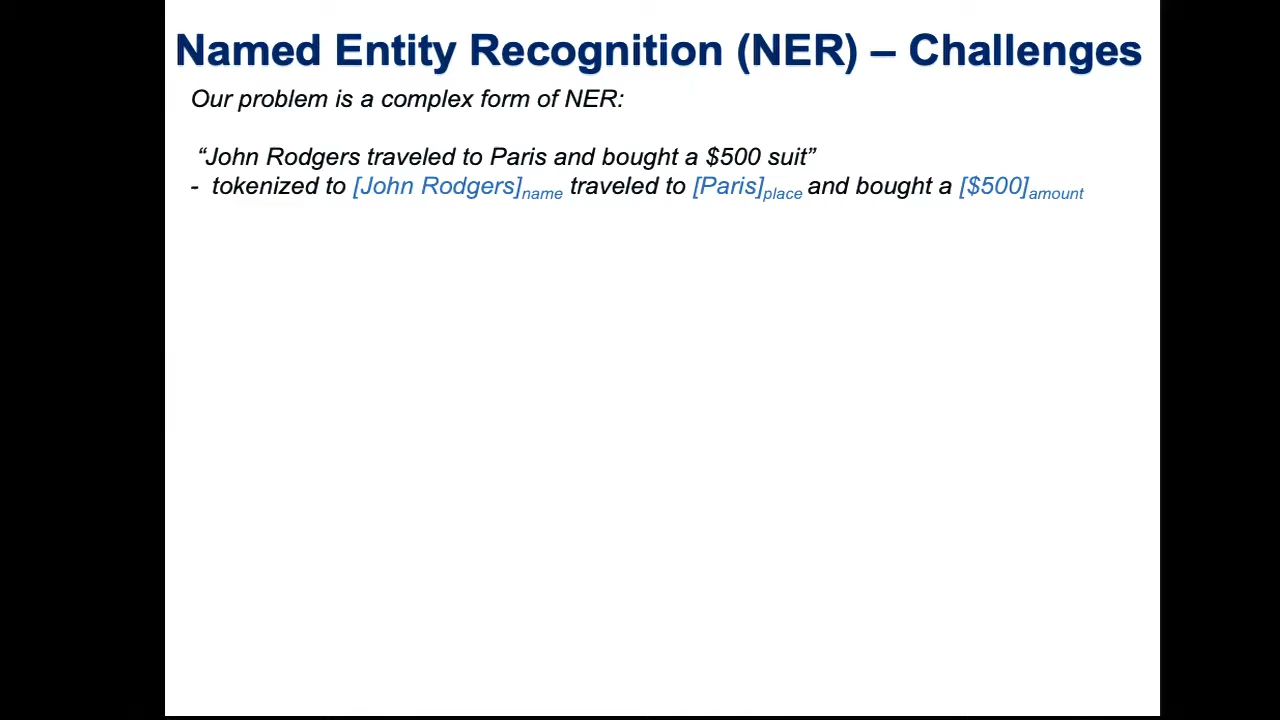 Named Entity Recognition (NER) – Challenges
Our problem is a complex form of NER:
“John Rodgers traveled to Paris and bought a $500 suit”
- tokenized to [John Rodgers]name traveled to [Paris]place and bought a [$500]amount